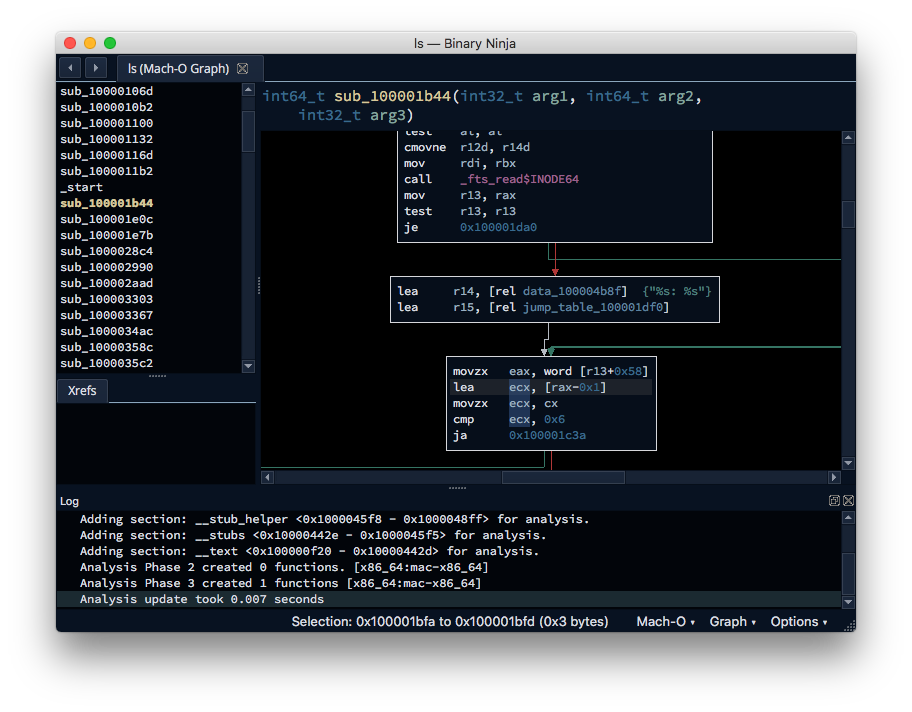 ls — Binary Ninja
ls (Mach-O Graph)
sub_10000106d
sub_1000010b2
sub_100001100
sub_100001132
sub_10000116d
sub_1000011b2
_start
sub_100001b44
sub_100001e0c
sub_100001e7b
sub_1000028c4
sub_100002990
sub_100002aad
sub_100003303
sub_100003367
sub_1000034ac
sub_10000358c
sub_1000035c2
Xrefs
int64_t sub_100001b44(int32_t arg1, int64_t arg2,
int32_t arg3)
test al, al
cmovne r12d, r14d
mov rdi, rbx
call _fts_read$INODE64
mov r13, rax
test r13, r13
je 0x100001da0
lea r14, [rel data_100004b8f] {"%s: %s"}
lea r15, [rel jump_table_100001df0]
movzx eax, word [r13+0x58]
lea ecx, [rax-0x1]
movzx ecx, cx
cmp ecx, 0x6
ja 0x100001c3a
Log
Adding section: __stub_helper <0x1000045f8 - 0x1000048ff> for analysis.
Adding section: __stubs <0x10000442e - 0x1000045f5> for analysis.
Adding section: __text <0x100000f20 - 0x10000442d> for analysis.
Analysis Phase 2 created 0 functions. [x86_64:mac-x86_64]
Analysis Phase 3 created 1 functions [x86_64:mac-x86_64]
Analysis update took 0.007 seconds
Selection: 0x100001bfa to 0x100001bfd (0x3 bytes) Mach-O Graph Options